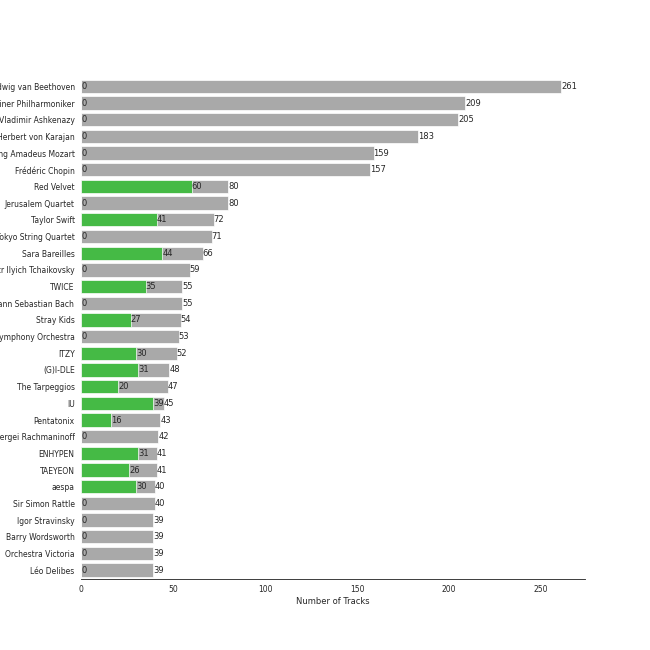 dwig van Beethoven 0 261
iner Philharmoniker 0 209
Vladimir Ashkenazy 0 205
Herbert von Karajan 0 183
ng Amadeus Mozart 0 159
Frédéric Chopin 0 157
Red Velvet 60 80
Jerusalem Quartet 0 80
Taylor Swift 41 72
okyo String Quartet 0 71
Sara Bareilles 44 66
r Ilyich Tchaikovsky 0 59
TWICE 35 55
ann Sebastian Bach 0 55
Stray Kids 27 54
ymphony Orchestra 0 53
ITZY 30 52
(G)I-DLE 31 48
The Tarpeggios 20 47
IU 39 45
Pentatonix 16 43
ergei Rachmaninoff 0 42
ENHYPEN 31 41
TAEYEON 26 41
aespa 30 40
Sir Simon Rattle 0 40
Igor Stravinsky 0 39
Barry Wordsworth 0 39
Orchestra Victoria 0 39
Léo Delibes 0 39
0 50 100 150 200 250
Number of Tracks